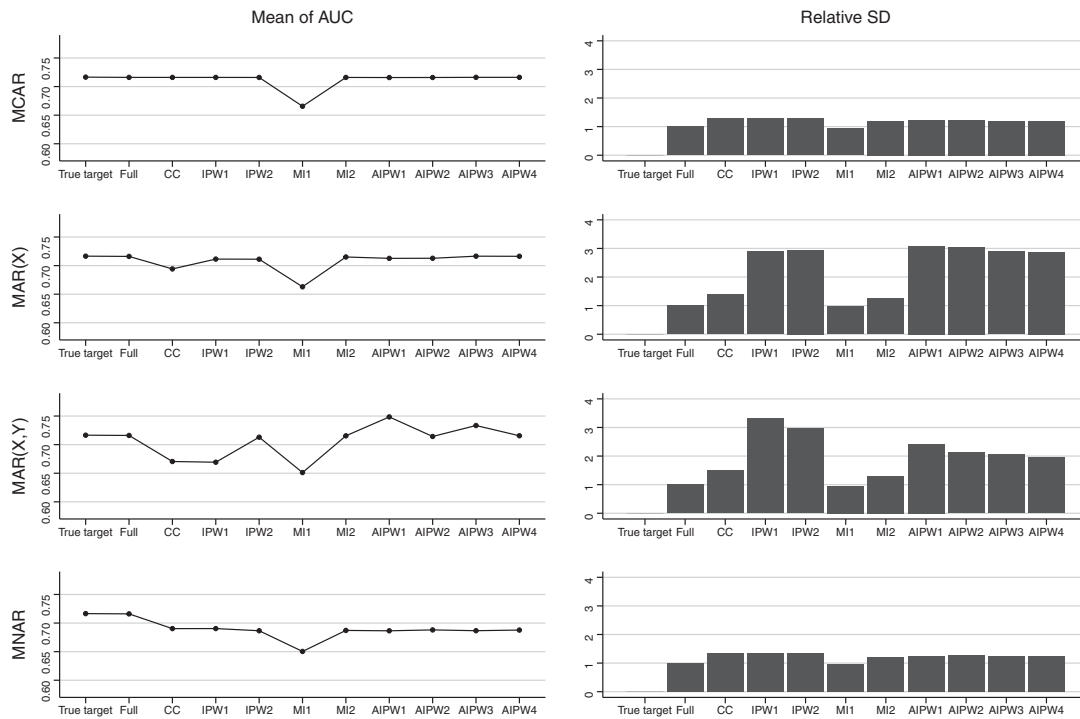 Mean of AUC
Relative SD
MCAR
0.75
0.70
0.65
0.60
True target Full CC IPW1 IPW2 MI1 MI2 AIPW1 AIPW2 AIPW3 AIPW4
4
3
2
1
0
True target Full CC IPW1 IPW2 MI1 MI2 AIPW1 AIPW2 AIPW3 AIPW4
MAR(X)
0.75
0.70
0.65
0.60
True target Full CC IPW1 IPW2 MI1 MI2 AIPW1 AIPW2 AIPW3 AIPW4
4
3
2
1
0
True target Full CC IPW1 IPW2 MI1 MI2 AIPW1 AIPW2 AIPW3 AIPW4
MAR(X,Y)
0.75
0.70
0.65
0.60
True target Full CC IPW1 IPW2 MI1 MI2 AIPW1 AIPW2 AIPW3 AIPW4
4
3
2
1
0
True target Full CC IPW1 IPW2 MI1 MI2 AIPW1 AIPW2 AIPW3 AIPW4
MNAR
0.75
0.70
0.65
0.60
True target Full CC IPW1 IPW2 MI1 MI2 AIPW1 AIPW2 AIPW3 AIPW4
4
3
2
1
0
True target Full CC IPW1 IPW2 MI1 MI2 AIPW1 AIPW2 AIPW3 AIPW4